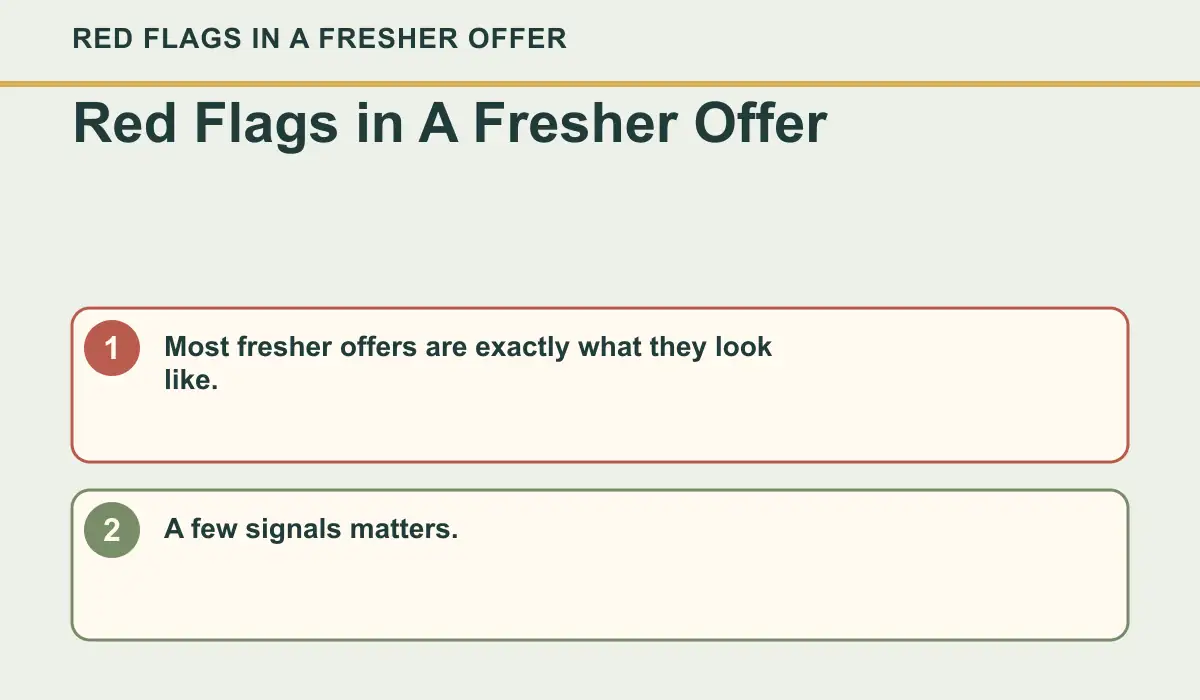 RED FLAGS IN A FRESHER OFFER
Red Flags in A Fresher Offer
1
Most fresher offers are exactly what they look
like.
2
A few signals matters.